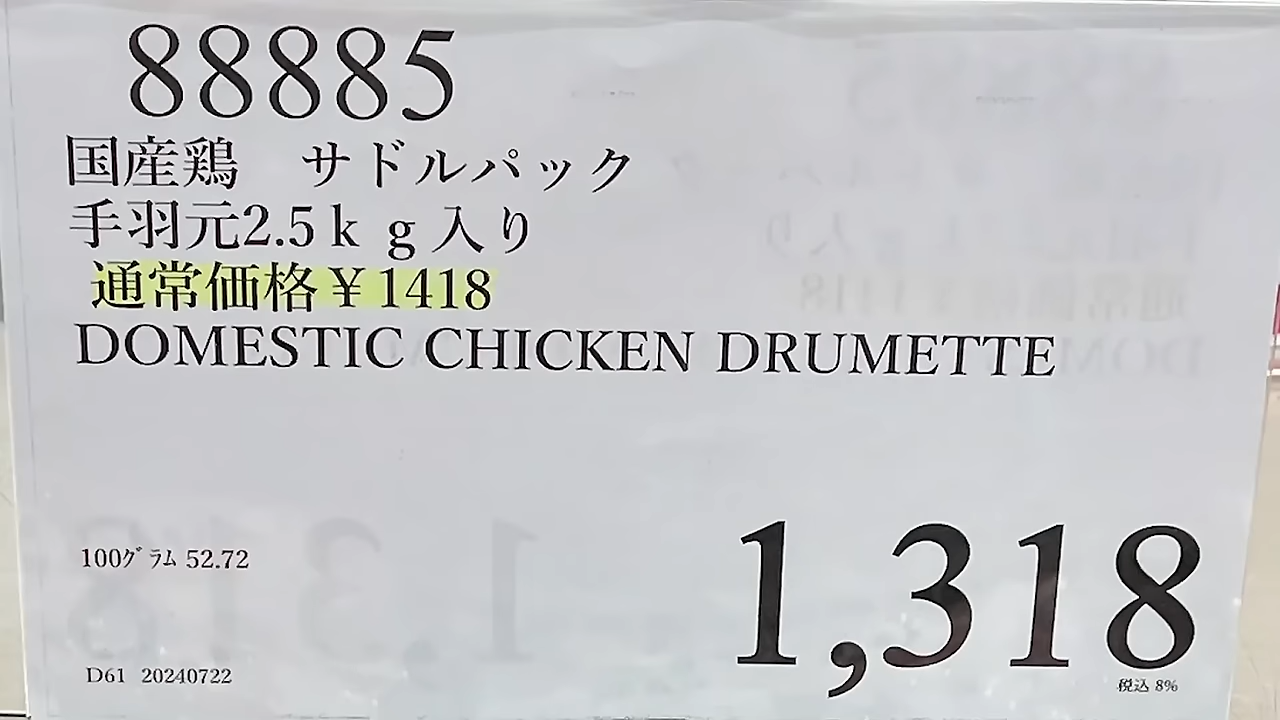 88885
国産鶏　サドルパック
手羽元2.5ｋｇ入り
通常価格￥1418
DOMESTIC CHICKEN DRUMETTE
100ｸﾞﾗﾑ 52.72
1,318
税込 8%
D61 20240722